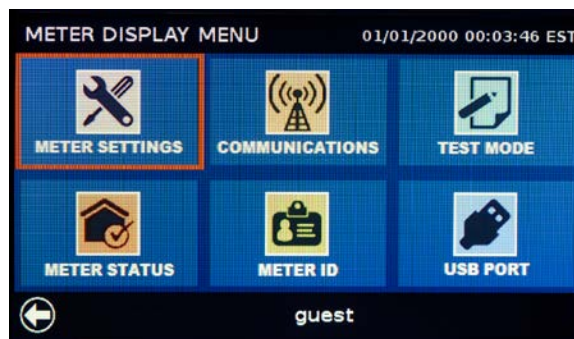 METER DISPLAY MENU 01/01/2000 00:03:46 EST
METER SETTINGS COMMUNICATIONS TEST MODE
METER STATUS METER ID USB PORT
guest